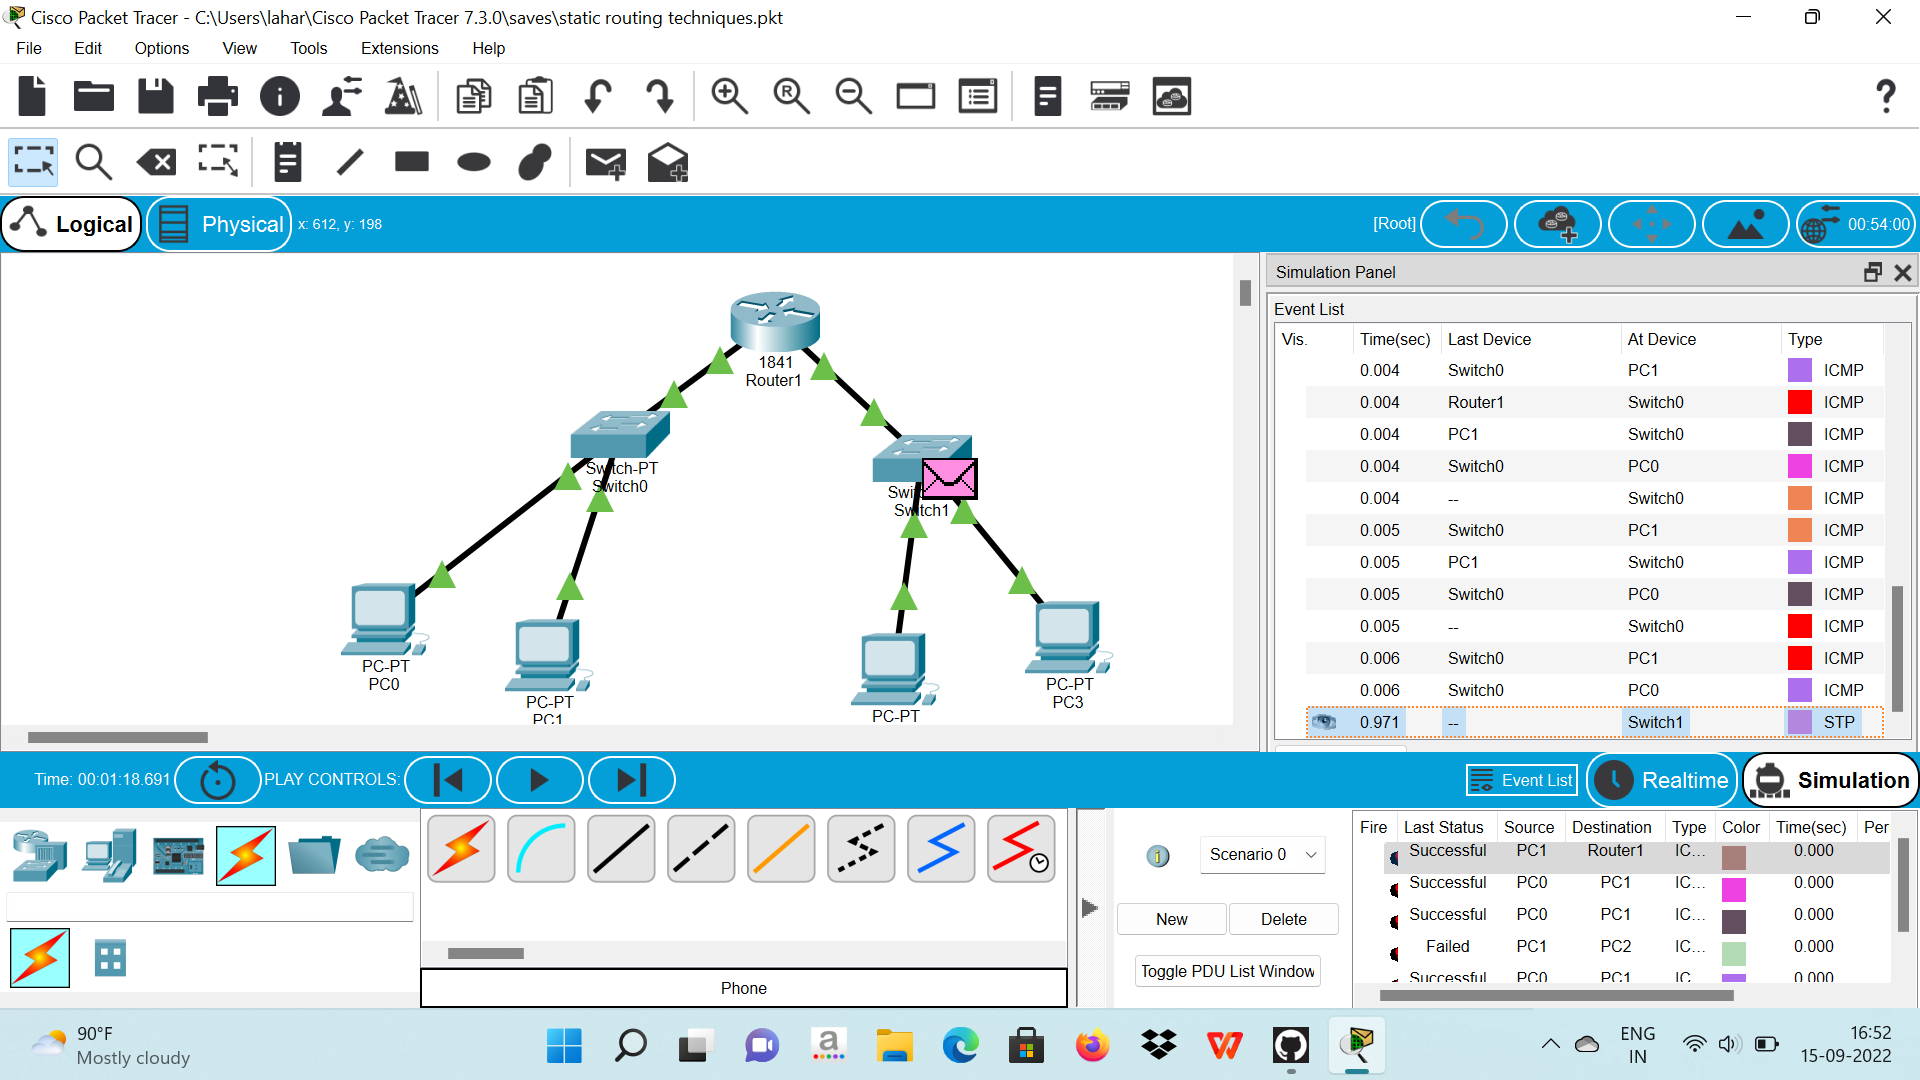 Cisco Packet Tracer - C:\Users\lahar\Cisco Packet Tracer 7.3.0\saves\static routing techniques.pkt
File Edit Options View Tools Extensions Help
Logical Physical x: 612, y: 198 [Root] 00:54:00
Simulation Panel
Event List
Vis. Time(sec) Last Device At Device Type
0.004 Switch0 PC1 ICMP
0.004 Router1 Switch0 ICMP
0.004 PC1 Switch0 ICMP
0.004 Switch0 PC0 ICMP
0.004 -- Switch0 ICMP
0.005 Switch0 PC1 ICMP
0.005 PC1 Switch0 ICMP
0.005 Switch0 PC0 ICMP
0.005 -- Switch0 ICMP
0.006 Switch0 PC1 ICMP
0.006 Switch0 PC0 ICMP
0.971 -- Switch1 STP
1841
Router1
Switch-PT
Switch0
Swit
Switch1
PC-PT
PC0
PC-PT
PC1
PC-PT
PC-PT
PC3
Time: 00:01:18.691 PLAY CONTROLS: Event List Realtime Simulation
Scenario 0
New Delete
Toggle PDU List Window
Phone
Fire Last Status Source Destination Type Color Time(sec) Per
Successful PC1 Router1 IC... 0.000
Successful PC0 PC1 IC... 0.000
Successful PC0 PC1 IC... 0.000
Failed PC1 PC2 IC... 0.000
Successful PC0 PC1 IC 0.000
90°F
Mostly cloudy
ENG
IN
16:52
15-09-2022